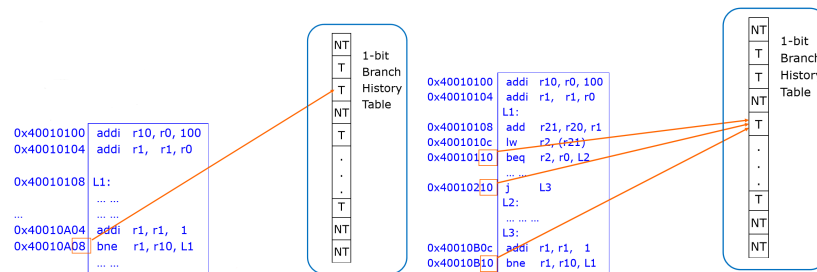 NT
T
T
NT
T
.
.
.
T
NT
NT
1-bit
Branch
History
Table
0x40010100 addi r10, r0, 100
0x40010104 addi r1, r1, r0
0x40010108 L1:
... ...
... ... ...
0x40010A04 addi r1, r1, 1
0x40010A08 bne r1, r10, L1
... ...
NT
T
T
NT
T
.
.
.
T
NT
NT
1-bit
Branch
History
Table
0x40010100 addi r10, r0, 100
0x40010104 addi r1, r1, r0
L1:
0x40010108 add r21, r20, r1
0x4001010c lw r2, (r21)
0x40010110 beq r2, r0, L2
... ...
0x40010210 j L3
L2:
... ... ...
L3:
0x40010B0c addi r1, r1, 1
0x40010B10 bne r1, r10, L1